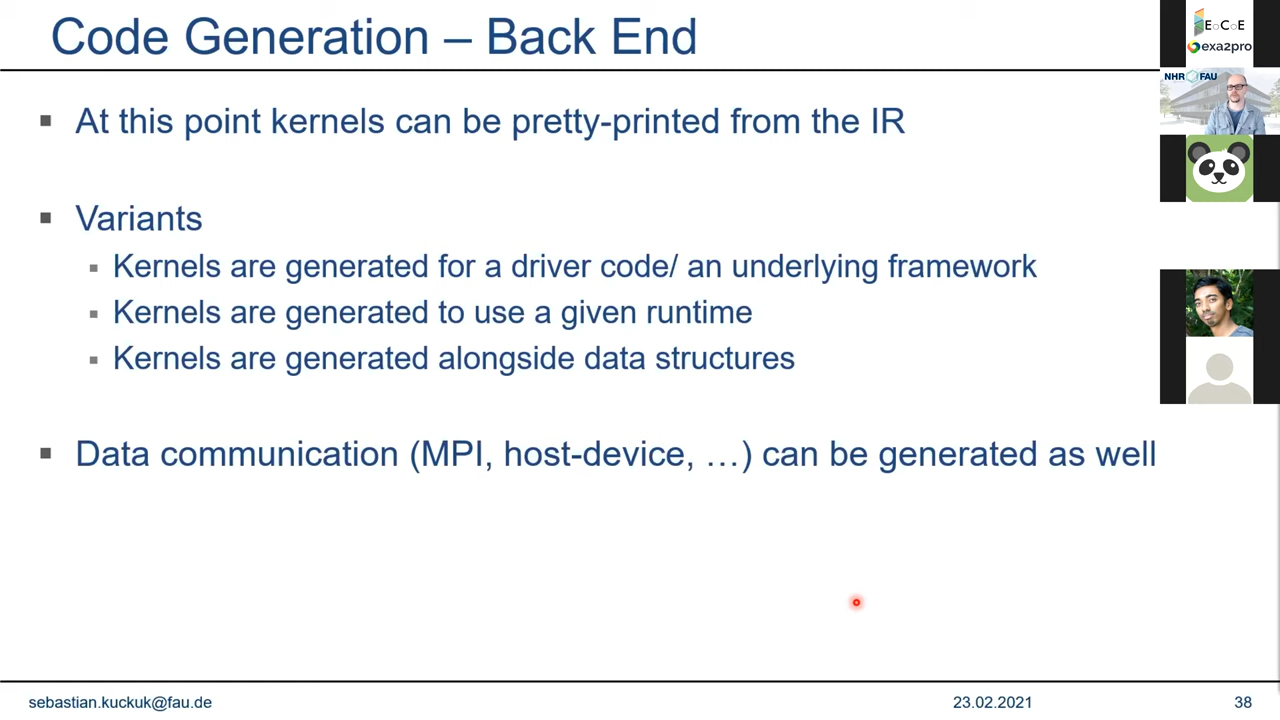 Code Generation – Back End
At this point kernels can be pretty-printed from the IR
Variants
Kernels are generated for a driver code/ an underlying framework
Kernels are generated to use a given runtime
Kernels are generated alongside data structures
Data communication (MPI, host-device, …) can be generated as well
sebastian.kuckuk@fau.de
23.02.2021
38
EoCoE
exa2pro
NHR FAU